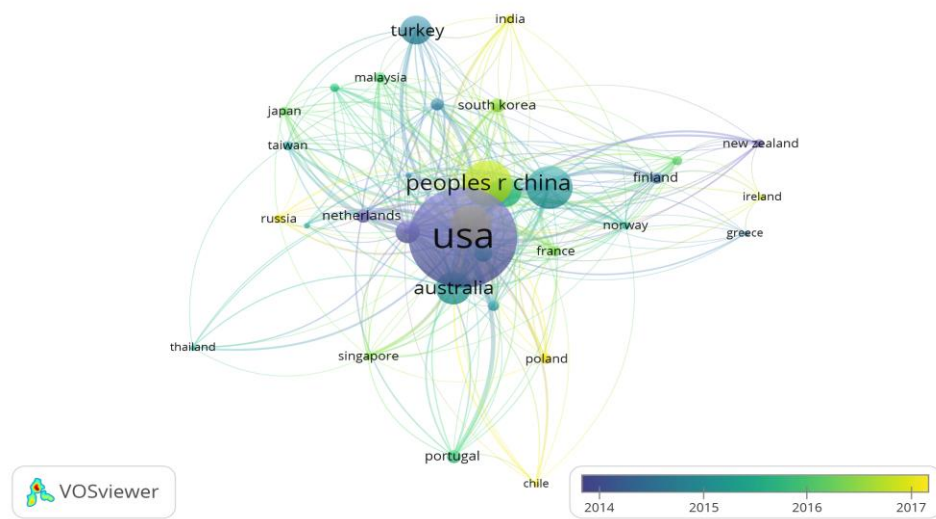 india
turkey
malaysia
south korea
japan
taiwan
new zealand
finland
peoples r china
ireland
netherlands
russia
norway
greece
usa
france
australia
thailand
singapore
poland
portugal
chile
VOSviewer
2014 2015 2016 2017